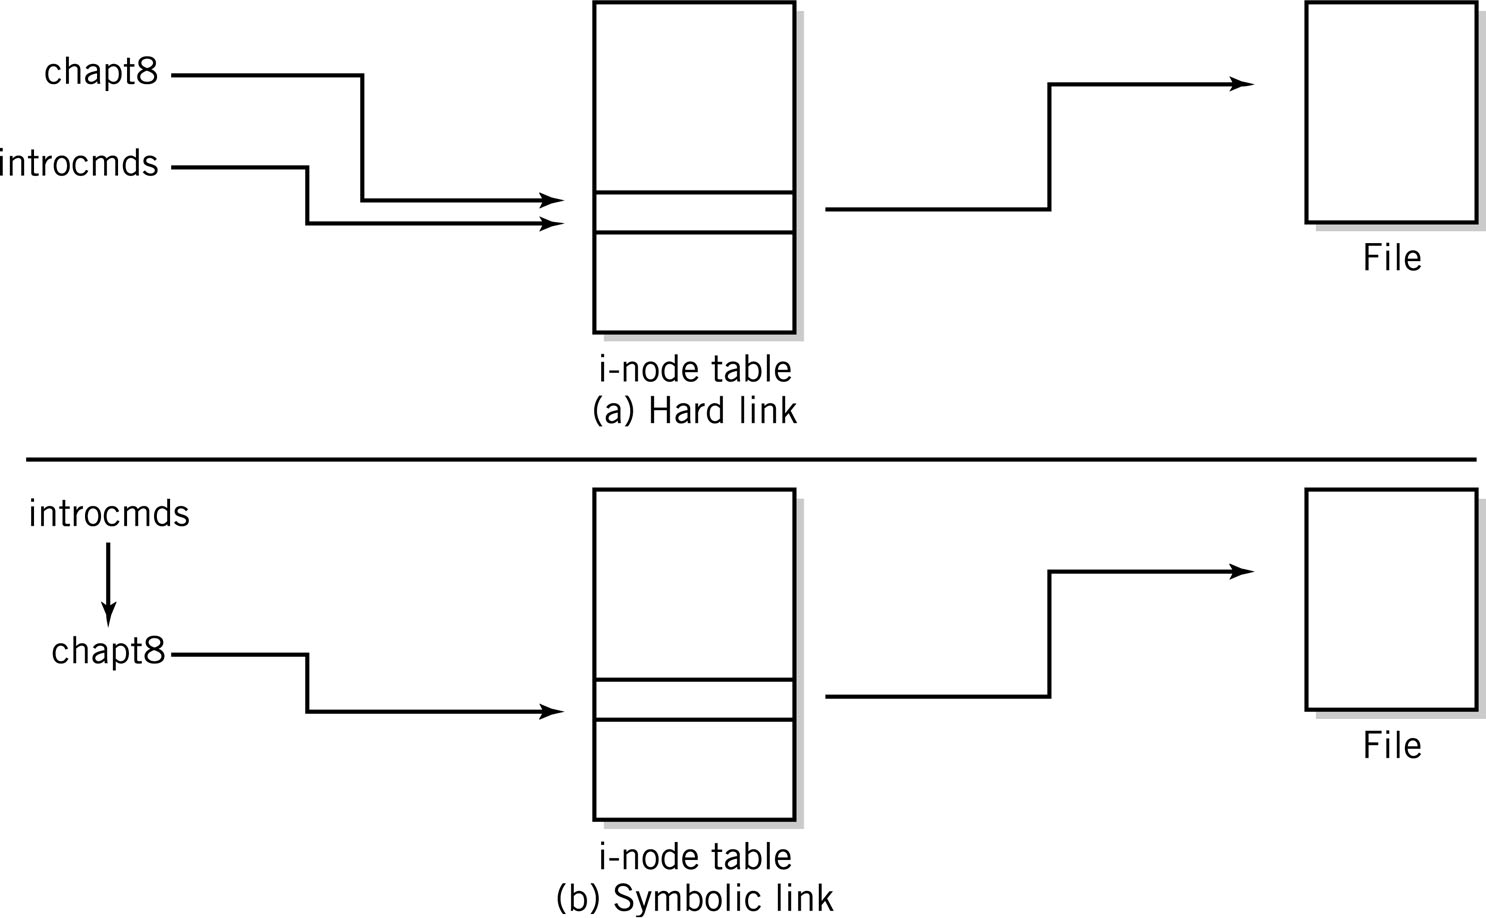 chapt8
introcmds
File
i-node table
(a) Hard link
introcmds
chapt8
File
i-node table
(b) Symbolic link